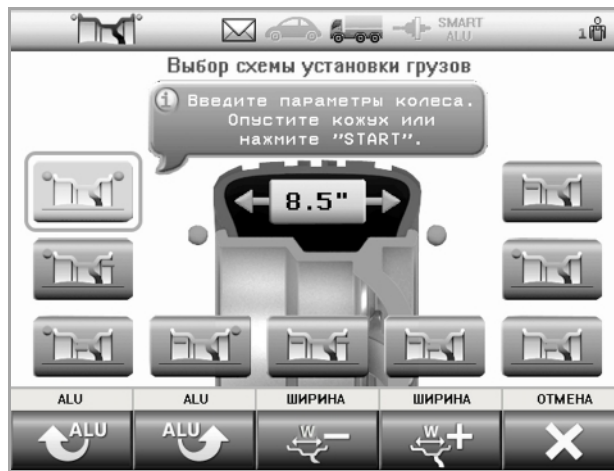 SMART
ALU
1
Выбор схемы установки грузов
i
Введите параметры колеса.
Опустите кожух или
нажмите "START".
8.5"
ALU ALU ШИРИНА ШИРИНА ОТМЕНА
ALU ALU W W